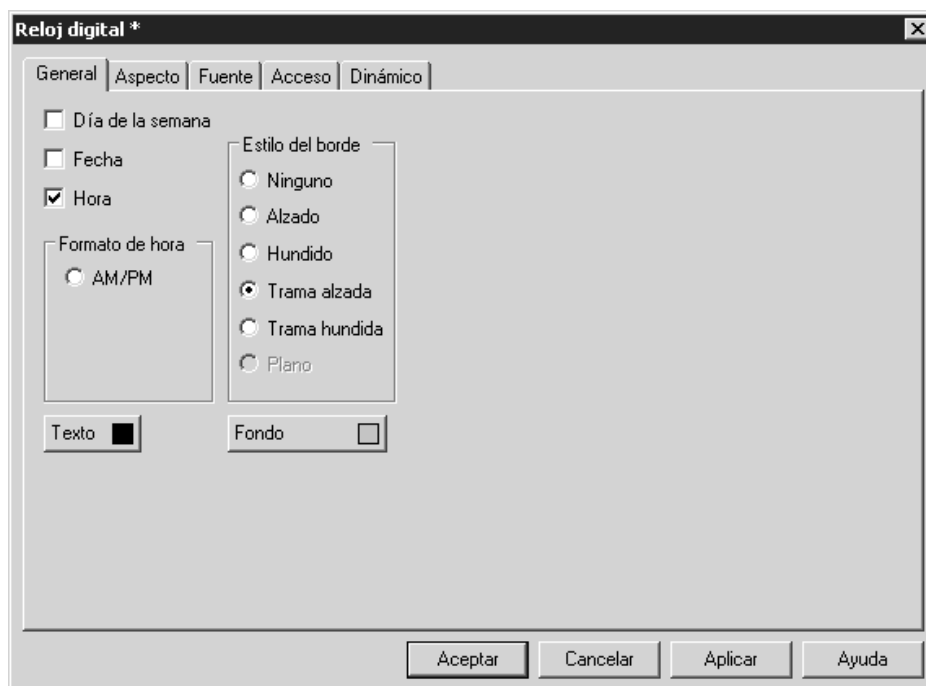 Reloj digital *
General Aspecto Fuente Acceso Dinámico
Día de la semana
Fecha
Hora
Formato de hora
AM/PM
Estilo del borde
Ninguno
Alzado
Hundido
Trama alzada
Trama hundida
Plano
Texto
Fondo
Aceptar Cancelar Aplicar Ayuda